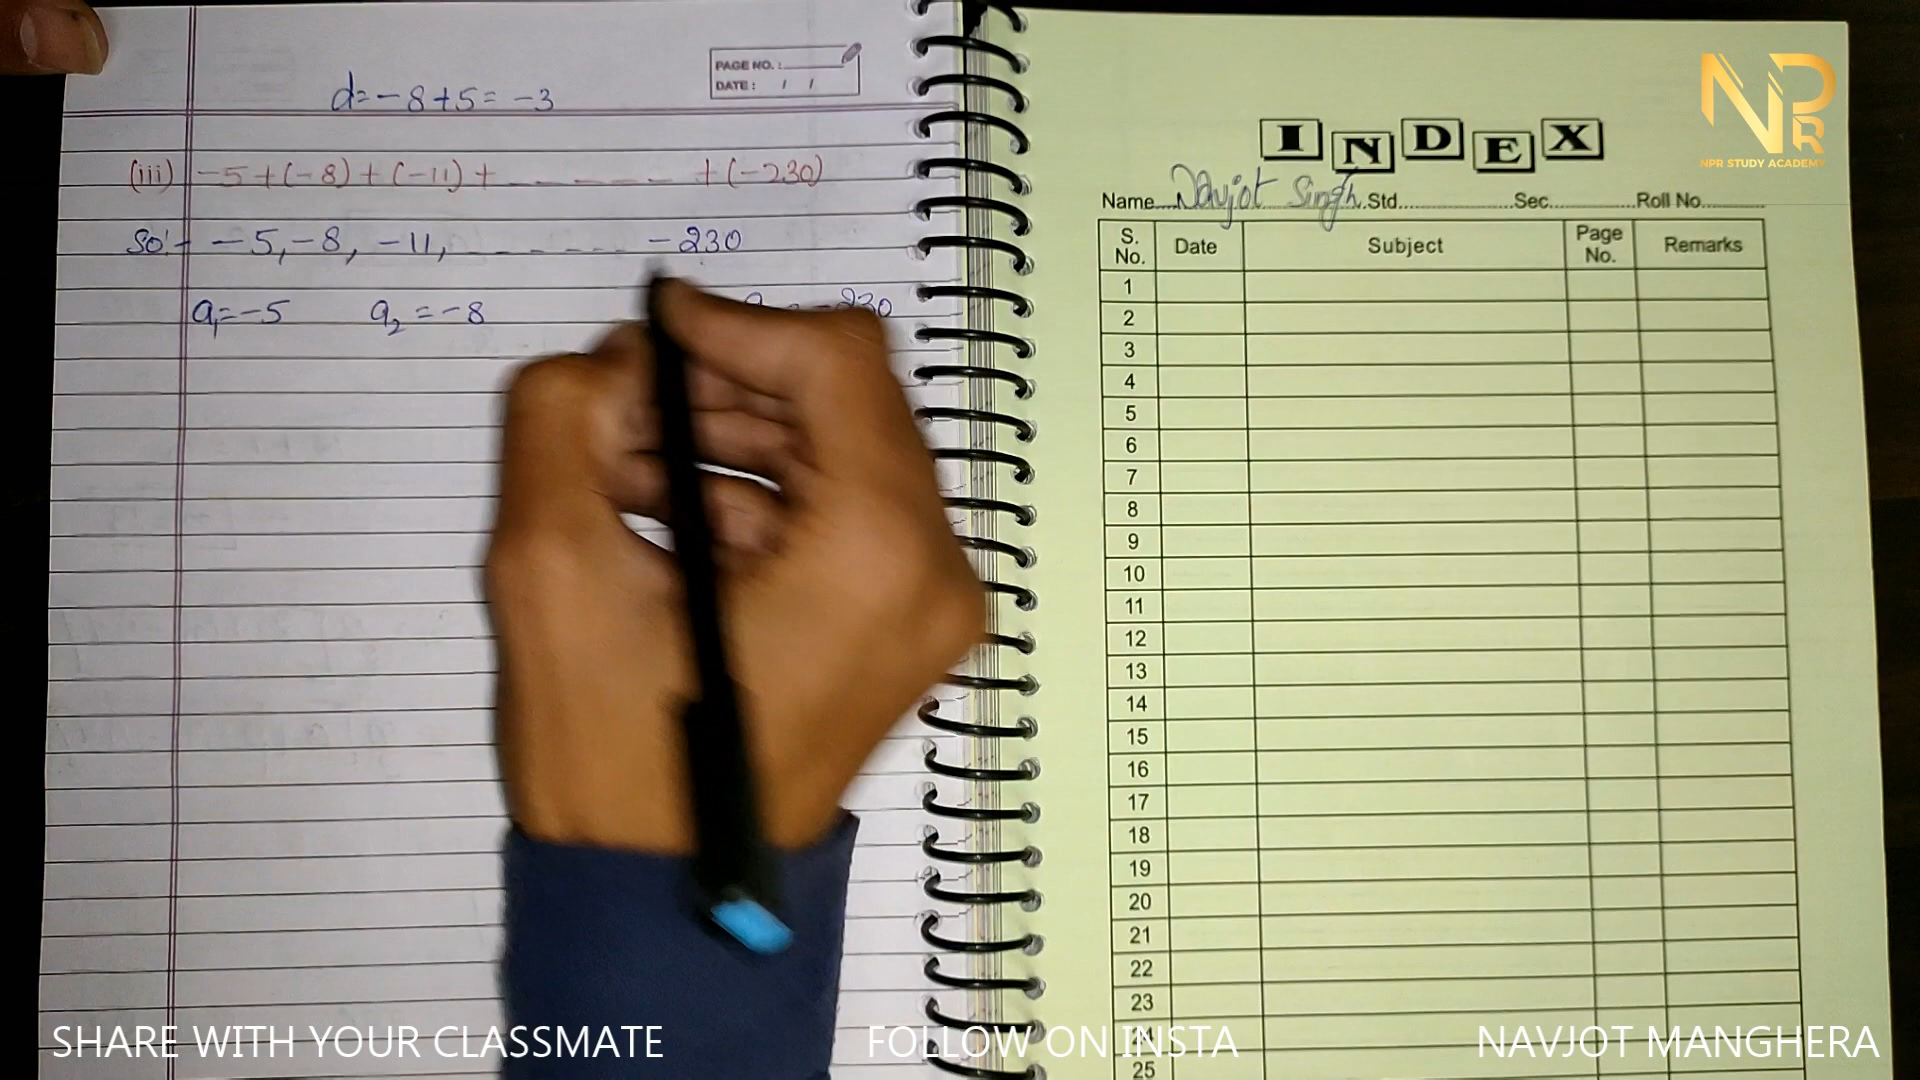 PAGE NO. :
DATE : / /
d=-8+5= -3
(iii) -5+(-8)+(-11)+ _ _ _ _ _ _ +(-230)
So:- -5,-8, -11, _ _ _ _ _ _ -230
a1=-5 a2=-8 -230
NPR
NPR STUDY ACADEMY
INDEX
Name....Navjot Singh.Std..................Sec..............Roll No...........
S. No. Date Subject Page No. Remarks
1
2
3
4
5
6
7
8
9
10
11
12
13
14
15
16
17
18
19
20
21
22
23
24
25
SHARE WITH YOUR CLASSMATE FOLLOW ON INSTA NAVJOT MANGHERA